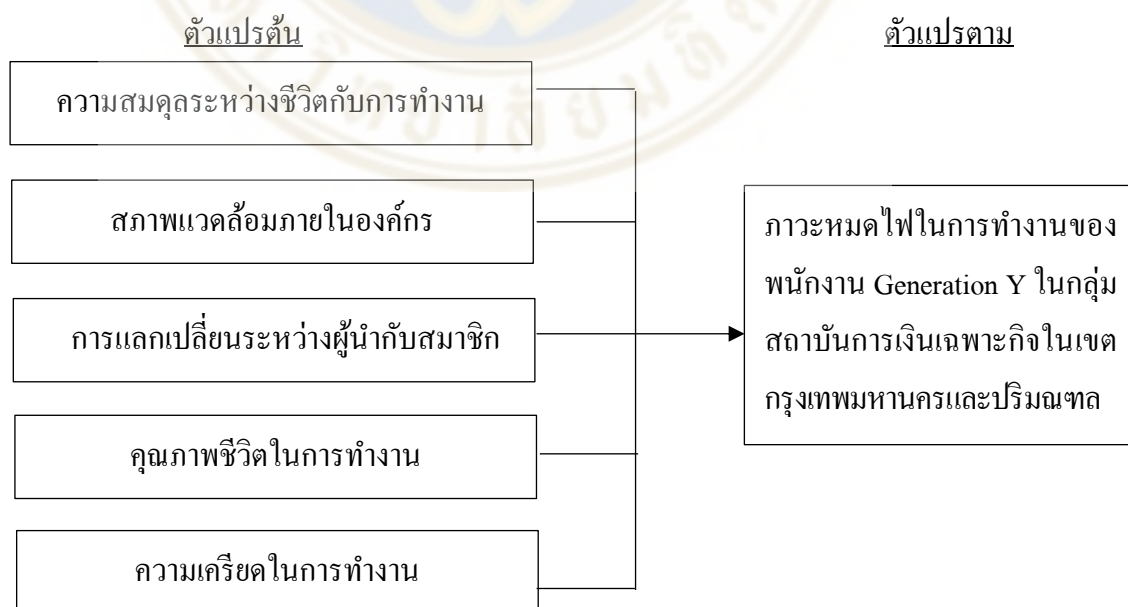 ตัวแปรต้น
ตัวแปรตาม
ความสมดุลระหว่างชีวิตกับการทำงาน
สภาพแวดล้อมภายในองค์กร
การแลกเปลี่ยนระหว่างผู้นำกับสมาชิก
คุณภาพชีวิตในการทำงาน
ความเครียดในการทำงาน
ภาวะหมดไฟในการทำงานของ
พนักงาน Generation Y ในกลุ่ม
สถาบันการเงินเฉพาะกิจในเขต
กรุงเทพมหานครและปริมณฑล